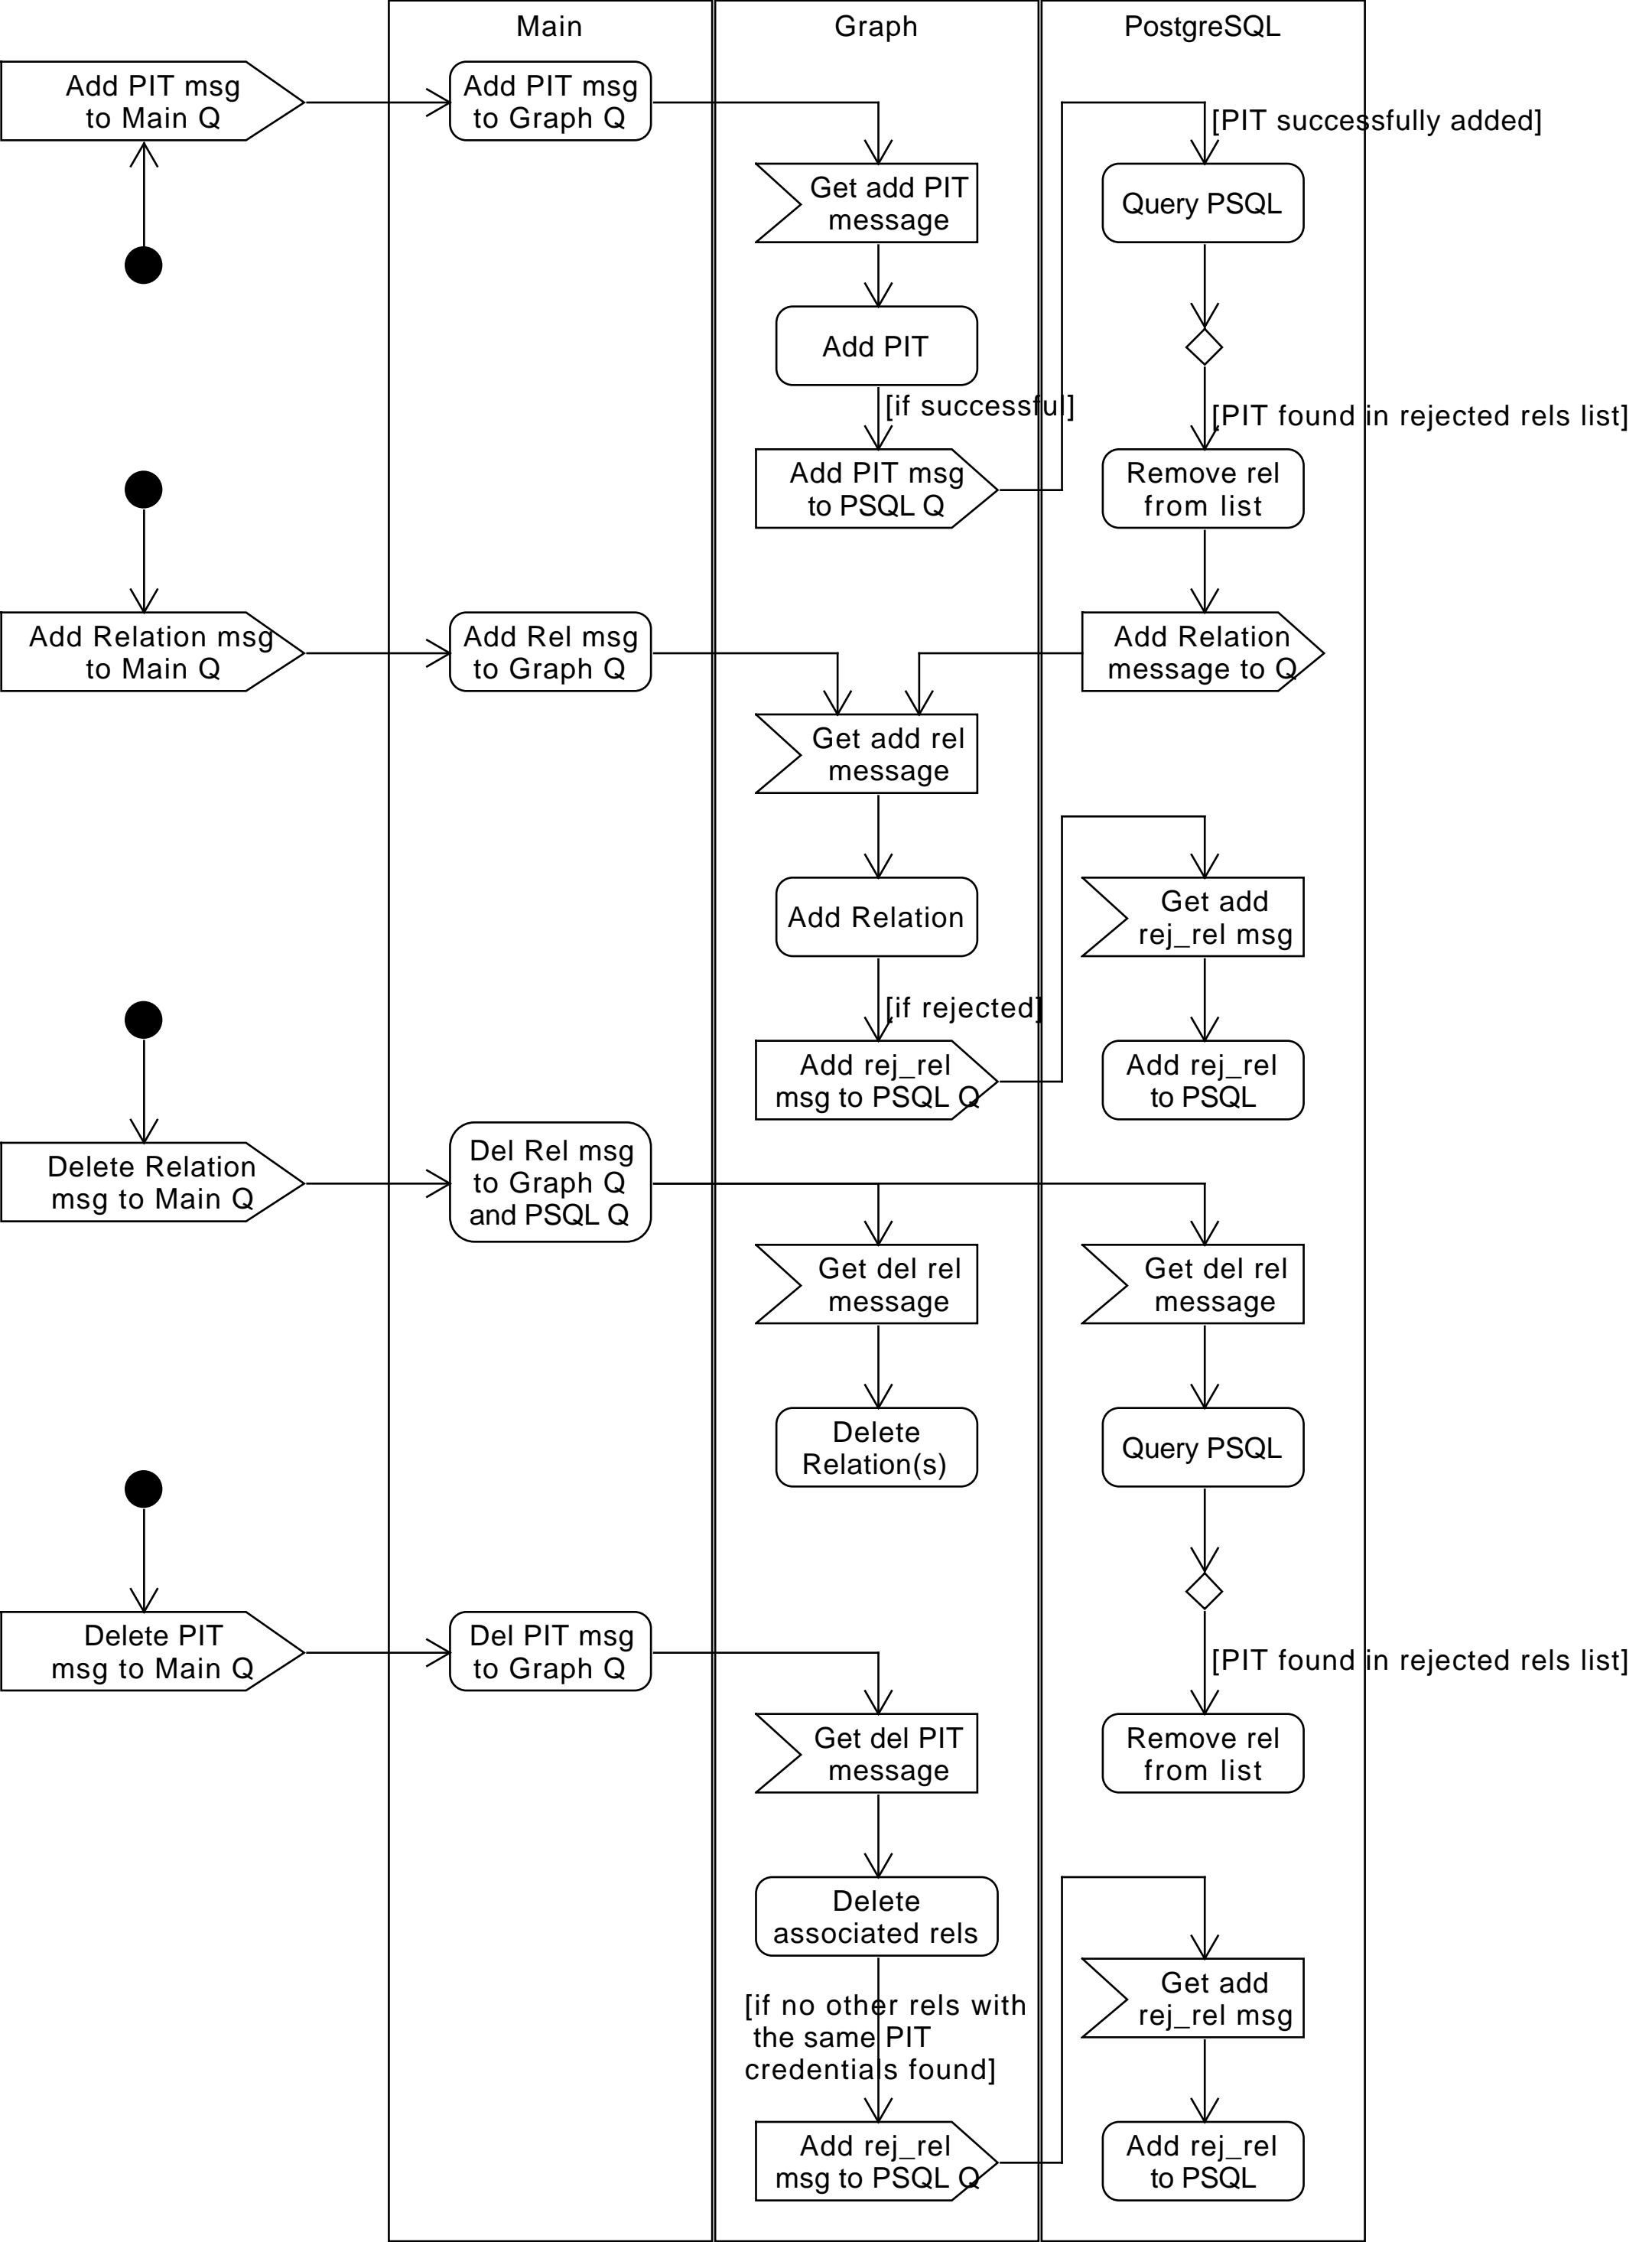 Main
Graph
PostgreSQL
Add PIT msg
to Main Q
Add PIT msg
to Graph Q
[PIT successfully added]
Get add PIT
message
Query PSQL
Add PIT
[if successful]
[PIT found in rejected rels list]
Add PIT msg
to PSQL Q
Remove rel
from list
Add Relation msg
to Main Q
Add Rel msg
to Graph Q
Add Relation
message to Q
Get add rel
message
Add Relation
Get add
rej_rel msg
[if rejected]
Add rej_rel
msg to PSQL Q
Add rej_rel
to PSQL
Delete Relation
msg to Main Q
Del Rel msg
to Graph Q
and PSQL Q
Get del rel
message
Get del rel
message
Delete
Relation(s)
Query PSQL
Delete PIT
msg to Main Q
Del PIT msg
to Graph Q
[PIT found in rejected rels list]
Get del PIT
message
Remove rel
from list
Delete
associated rels
Get add
rej_rel msg
[if no other rels with
the same PIT
credentials found]
Add rej_rel
msg to PSQL Q
Add rej_rel
to PSQL